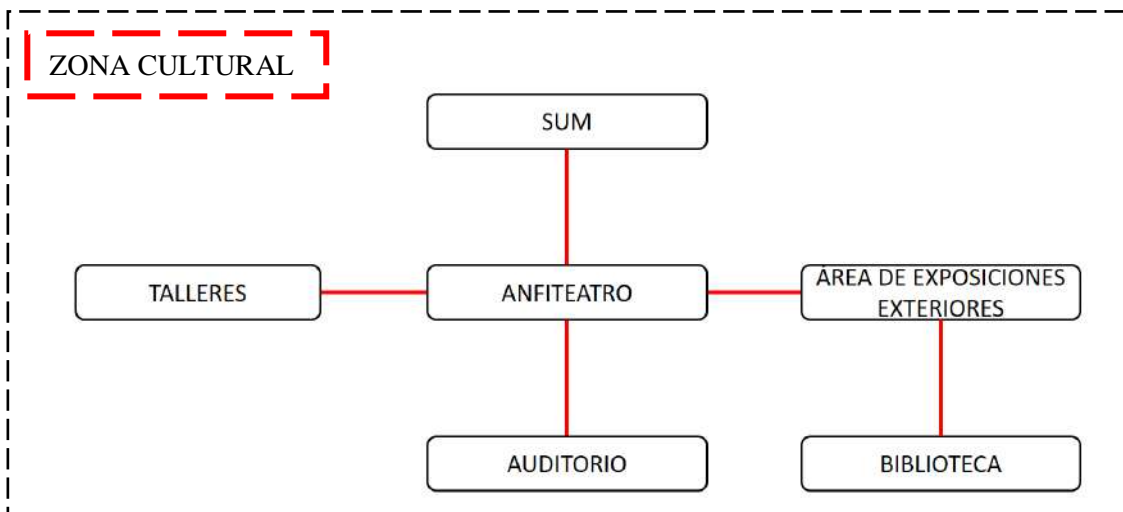 ZONA CULTURAL
SUM
TALLERES
ANFITEATRO
ÁREA DE EXPOSICIONES
EXTERIORES
AUDITORIO
BIBLIOTECA